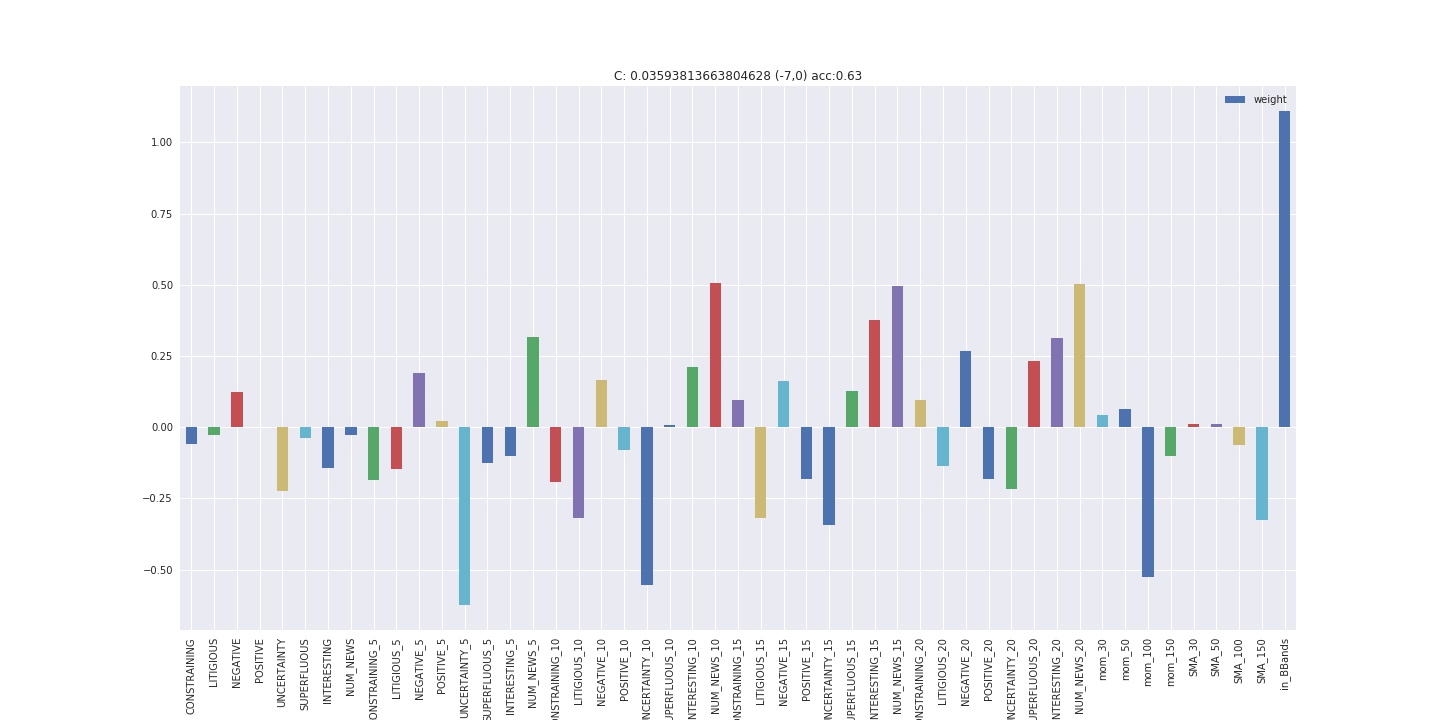 C: 0.03593813663804628 (-7,0) acc:0.63
weight
1.00
0.75
0.50
0.25
0.00
−0.25
−0.50
CONSTRAINING
LITIGIOUS
NEGATIVE
POSITIVE
UNCERTAINTY
SUPERFLUOUS
INTERESTING
NUM_NEWS
ONSTRAINING_5
LITIGIOUS_5
NEGATIVE_5
POSITIVE_5
UNCERTAINTY_5
SUPERFLUOUS_5
INTERESTING_5
NUM_NEWS_5
ONSTRAINING_10
LITIGIOUS_10
NEGATIVE_10
POSITIVE_10
NCERTAINTY_10
UPERFLUOUS_10
NTERESTING_10
NUM_NEWS_10
ONSTRAINING_15
LITIGIOUS_15
NEGATIVE_15
POSITIVE_15
NCERTAINTY_15
UPERFLUOUS_15
NTERESTING_15
NUM_NEWS_15
ONSTRAINING_20
LITIGIOUS_20
NEGATIVE_20
POSITIVE_20
NCERTAINTY_20
UPERFLUOUS_20
NTERESTING_20
NUM_NEWS_20
mom_30
mom_50
mom_100
mom_150
SMA_30
SMA_50
SMA_100
SMA_150
in_BBands